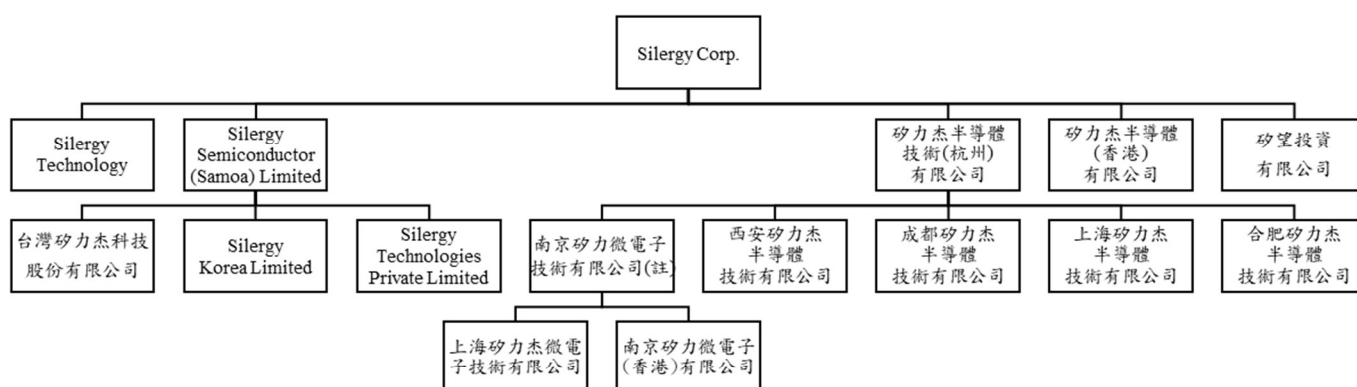 Silergy Corp.
Silergy
Technology
Silergy
Semiconductor
(Samoa) Limited
矽力杰半導體
技術(杭州)
有限公司
矽力杰半導體
(香港)
有限公司
矽望投資
有限公司
台灣矽力杰科技
股份有限公司
Silergy
Korea Limited
Silergy
Technologies
Private Limited
南京矽力微電子
技術有限公司(註)
西安矽力杰
半導體
技術有限公司
成都矽力杰
半導體
技術有限公司
上海矽力杰
半導體
技術有限公司
合肥矽力杰
半導體
技術有限公司
上海矽力杰微電
子技術有限公司
南京矽力微電子
(香港)有限公司